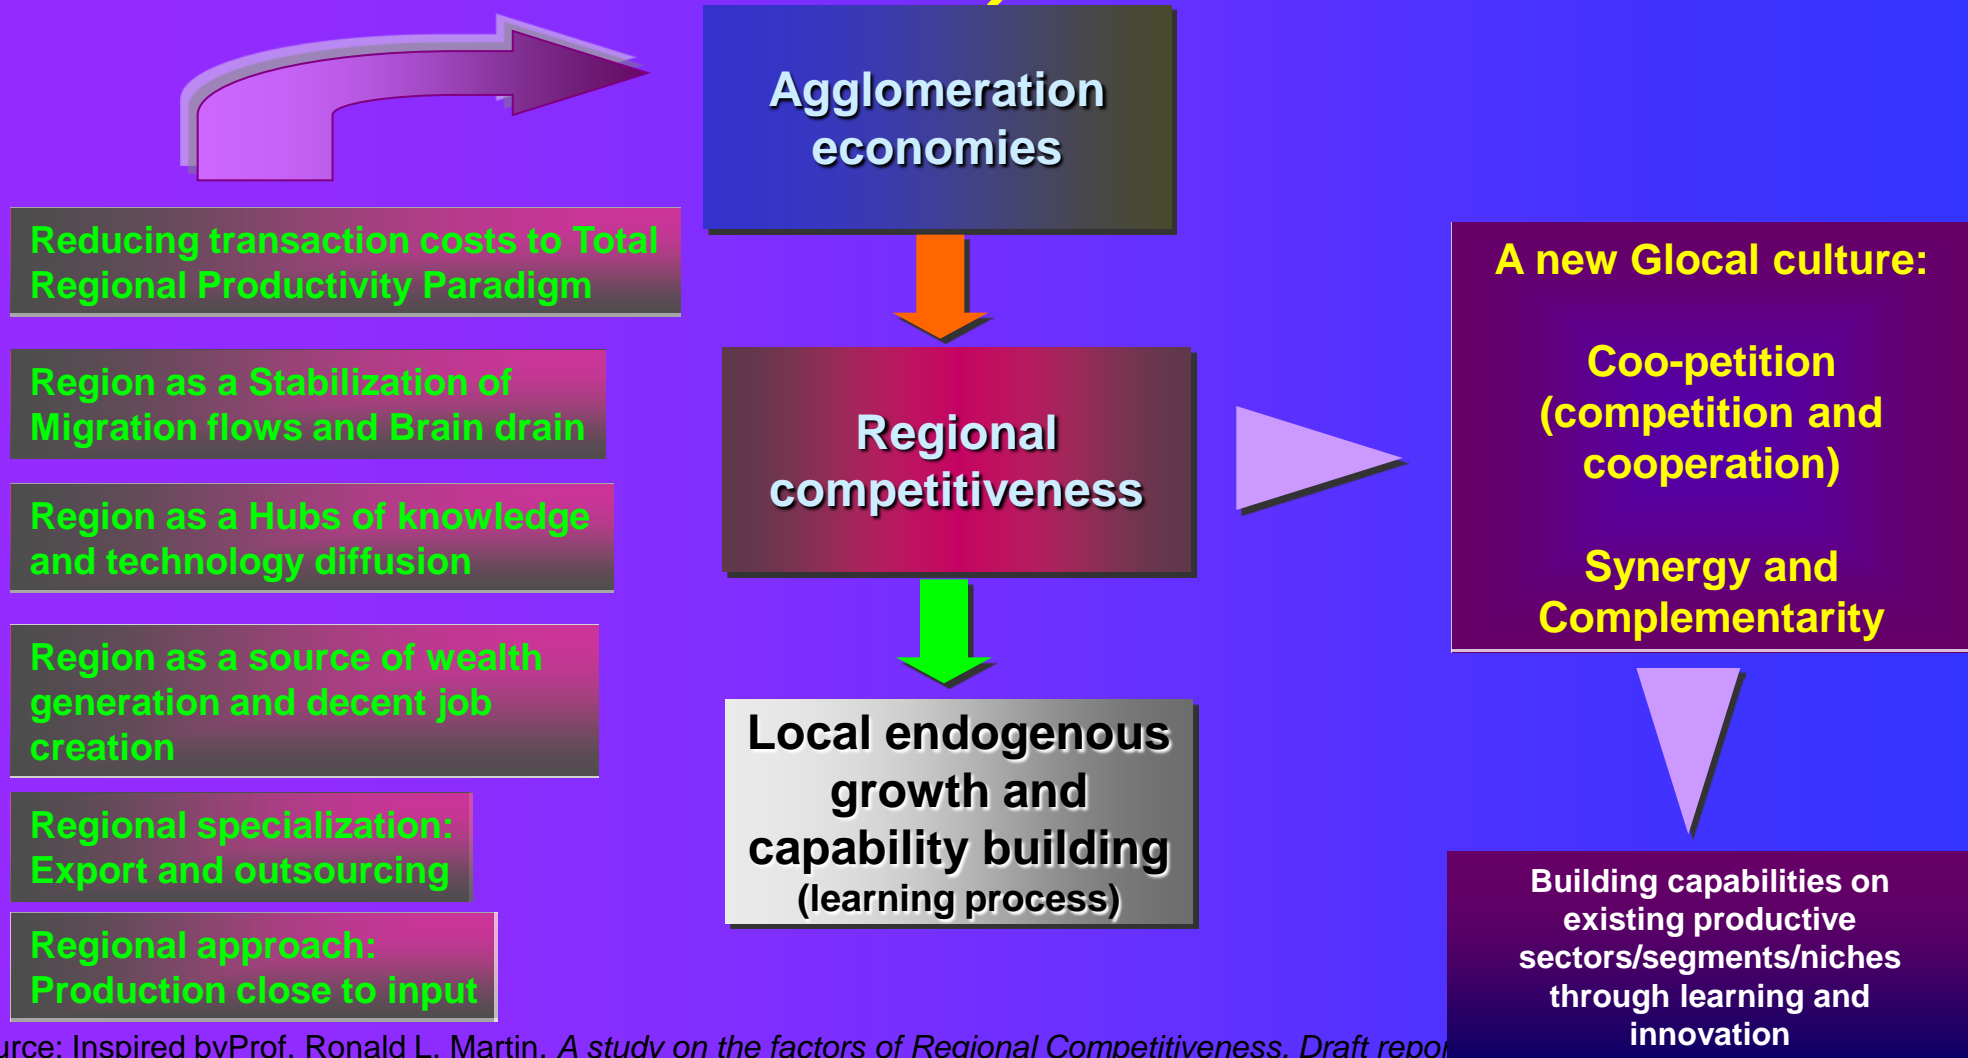 Agglomeration
economies
Reducing transaction costs to Total
Regional Productivity Paradigm
Region as a Stabilization of
Migration flows and Brain drain
Region as a Hubs of knowledge
and technology diffusion
Region as a source of wealth
generation and decent job
creation
Regional specialization:
Export and outsourcing
Regional approach:
Production close to input
Regional
competitiveness
Local endogenous
growth and
capability building
(learning process)
A new Glocal culture:
Coo-petition
(competition and
cooperation)
Synergy and
Complementarity
Building capabilities on
existing productive
sectors/segments/niches
through learning and
innovation
Inspired byProf. Ronald L. Martin, A study on the factors of Regional Competitiveness. Draft